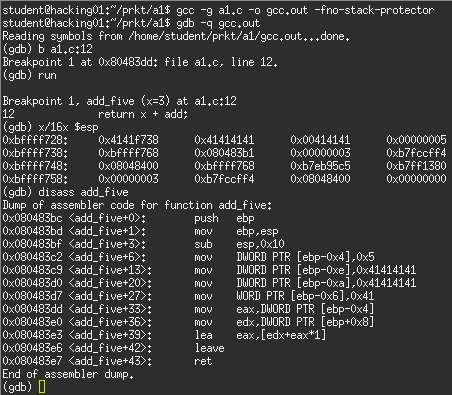 student@hacking01:~/prkt/a1$ gcc -g a1.c -o gcc.out -fno-stack-protector
student@hacking01:~/prkt/a1$ gdb -q gcc.out
Reading symbols from /home/student/prkt/a1/gcc.out...done.
(gdb) b a1.c:12
Breakpoint 1 at 0x80483dd: file a1.c, line 12.
(gdb) run
Breakpoint 1, add_five (x=3) at a1.c:12
12 return x + add;
(gdb) x/16x $esp
0xbffff728: 0x4141f738 0x41414141 0x00414141 0x00000005
0xbffff738: 0xbffff768 0x080483b1 0x00000003 0xb7fccff4
0xbffff748: 0x08048400 0xbffff768 0xb7eb95c5 0xb7ff1380
0xbffff758: 0x00000003 0xb7fccff4 0x08048400 0x00000000
(gdb) disass add_five
Dump of assembler code for function add_five:
0x080483bc <add_five+0>: push ebp
0x080483bd <add_five+1>: mov ebp,esp
0x080483bf <add_five+3>: sub esp,0x10
0x080483c2 <add_five+6>: mov DWORD PTR [ebp-0x4],0x5
0x080483c9 <add_five+13>: mov DWORD PTR [ebp-0xe],0x41414141
0x080483d0 <add_five+20>: mov DWORD PTR [ebp-0xa],0x41414141
0x080483d7 <add_five+27>: mov WORD PTR [ebp-0x6],0x41
0x080483dd <add_five+33>: mov eax,DWORD PTR [ebp-0x4]
0x080483e0 <add_five+36>: mov edx,DWORD PTR [ebp+0x8]
0x080483e3 <add_five+39>: lea eax,[edx+eax*1]
0x080483e6 <add_five+42>: leave
0x080483e7 <add_five+43>: ret
End of assembler dump.
(gdb)